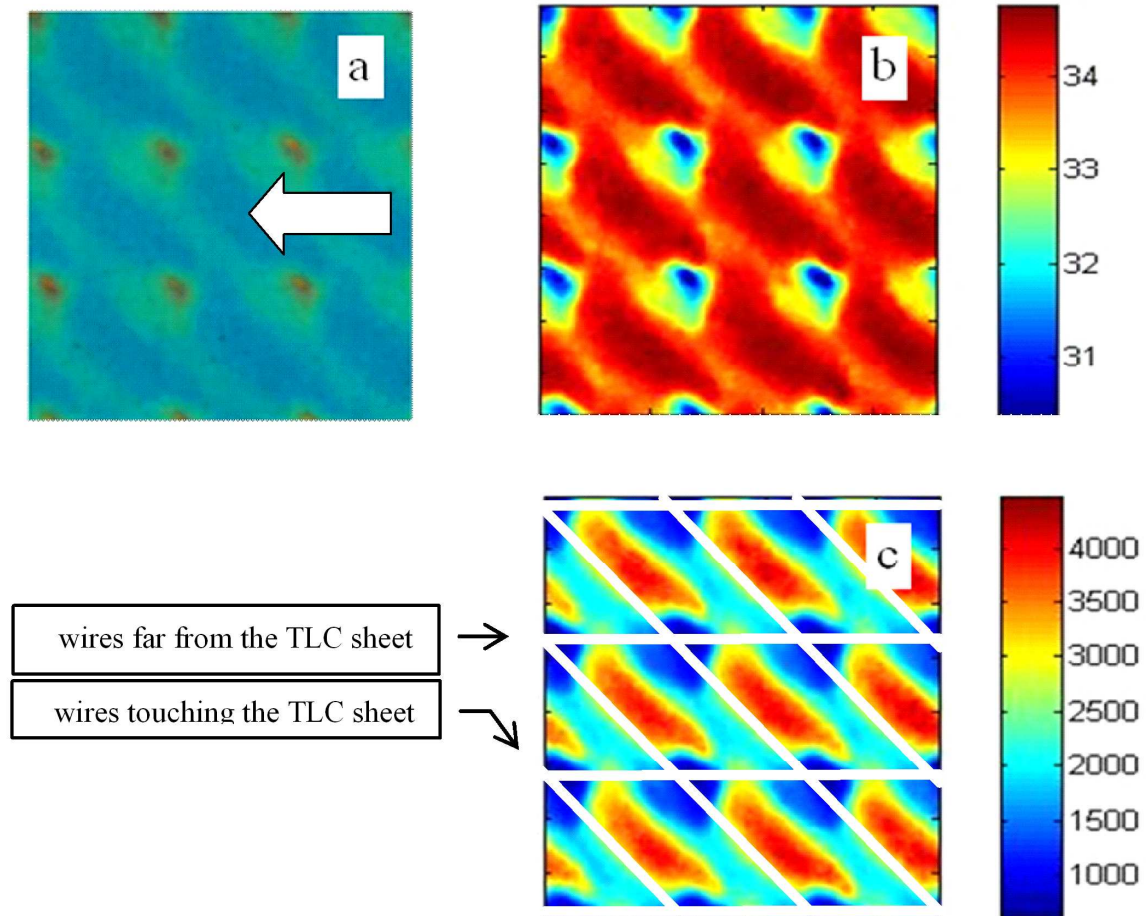 a
b
34
33
32
31
c
wires far from the TLC sheet
wires touching the TLC sheet
4000
3500
3000
2500
2000
1500
1000